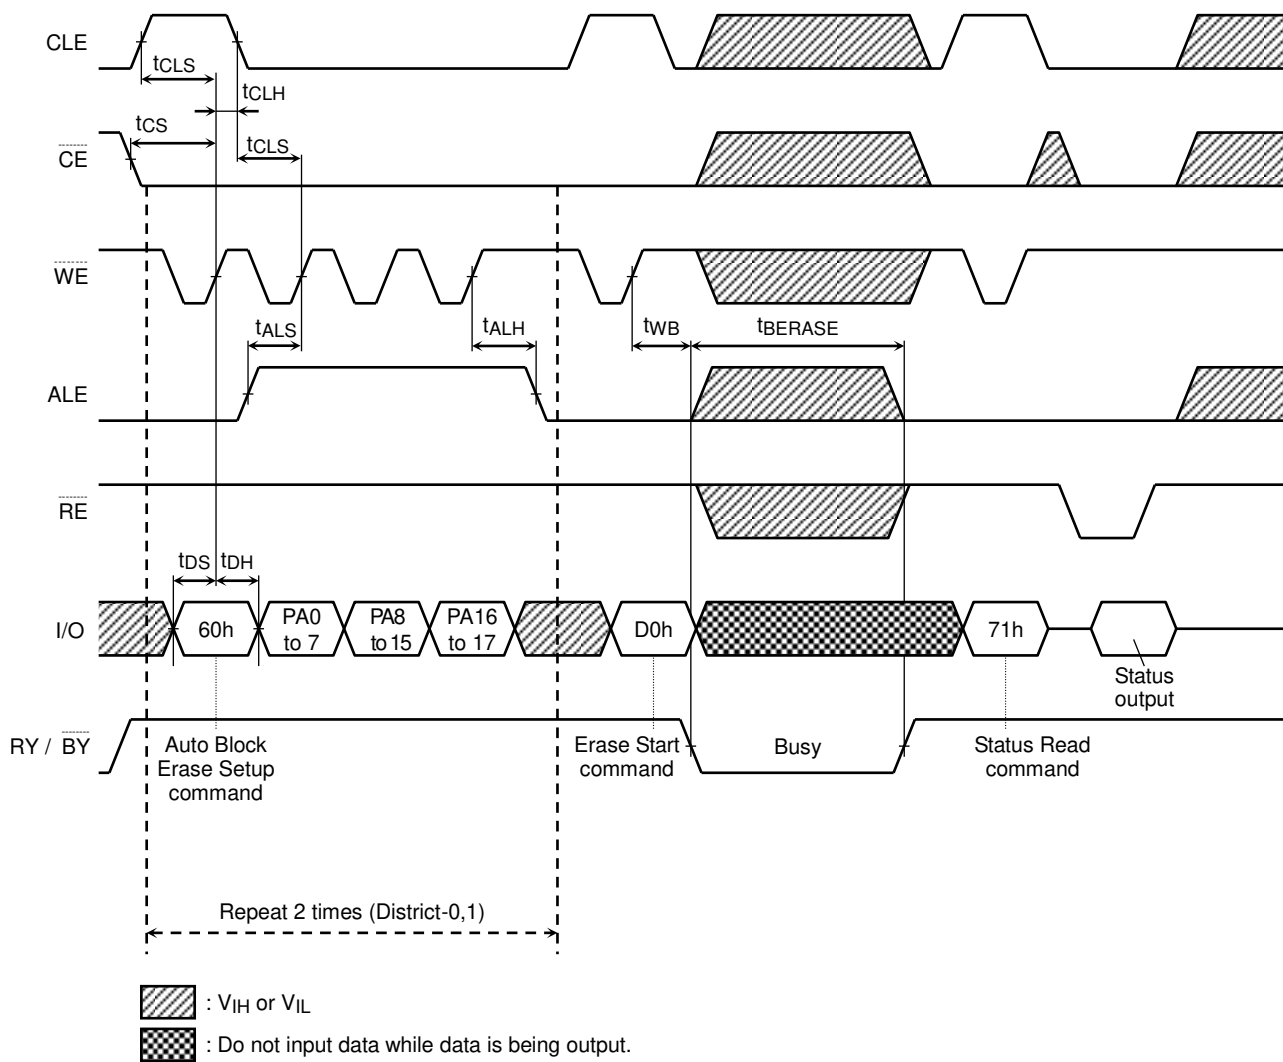 CLE
tCLS
tCLH
tCS
tCLS
CE
WE
tALS
tALH
tWB
tBERASE
ALE
RE
tDS
tDH
I/O
60h
PA0
to 7
PA8
to 15
PA16
to 17
D0h
71h
Status
output
RY / BY
Auto Block
Erase Setup
command
Erase Start
command
Busy
Status Read
command
Repeat 2 times (District-0,1)
: VIH or VIL
: Do not input data while data is being output.